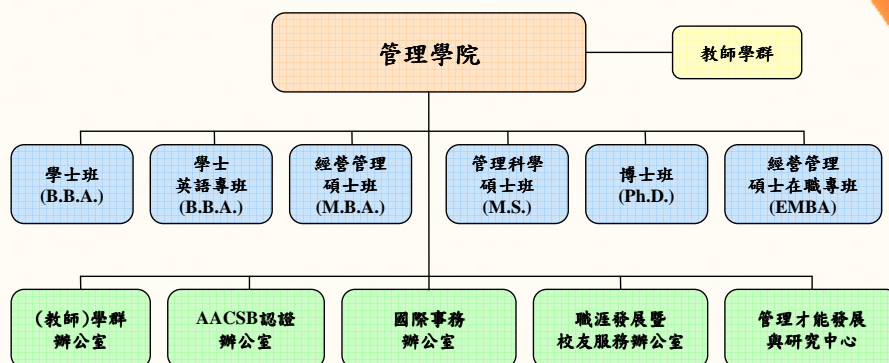 管理學院
教師學群
學士班
(B.B.A.)
學士
英語專班
(B.B.A.)
經營管理
碩士班
(M.B.A.)
管理科學
碩士班
(M.S.)
博士班
(Ph.D.)
經營管理
碩士在職專班
(EMBA)
(教師)學群
辦公室
AACSB認證
辦公室
國際事務
辦公室
職涯發展暨
校友服務辦公室
管理才能發展
與研究中心